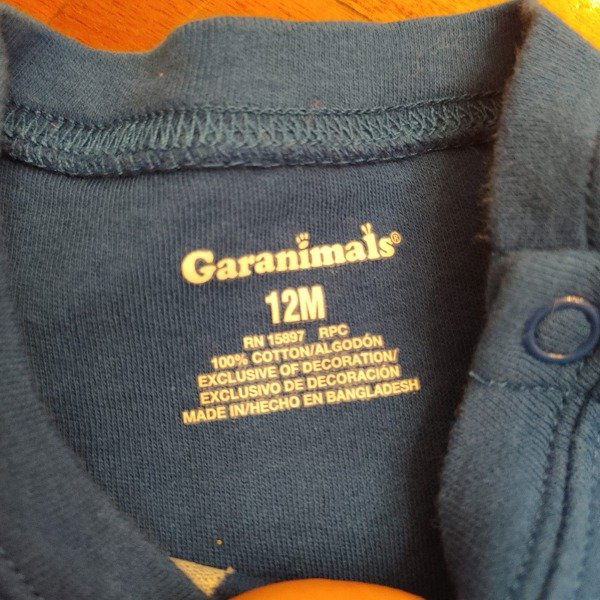 Garanimals®
12M
RN 15897 RPC
100% COTTON/ALGODÓN
EXCLUSIVE OF DECORATION/
EXCLUSIVO DE DECORACIÓN
MADE IN/HECHO EN BANGLADESH